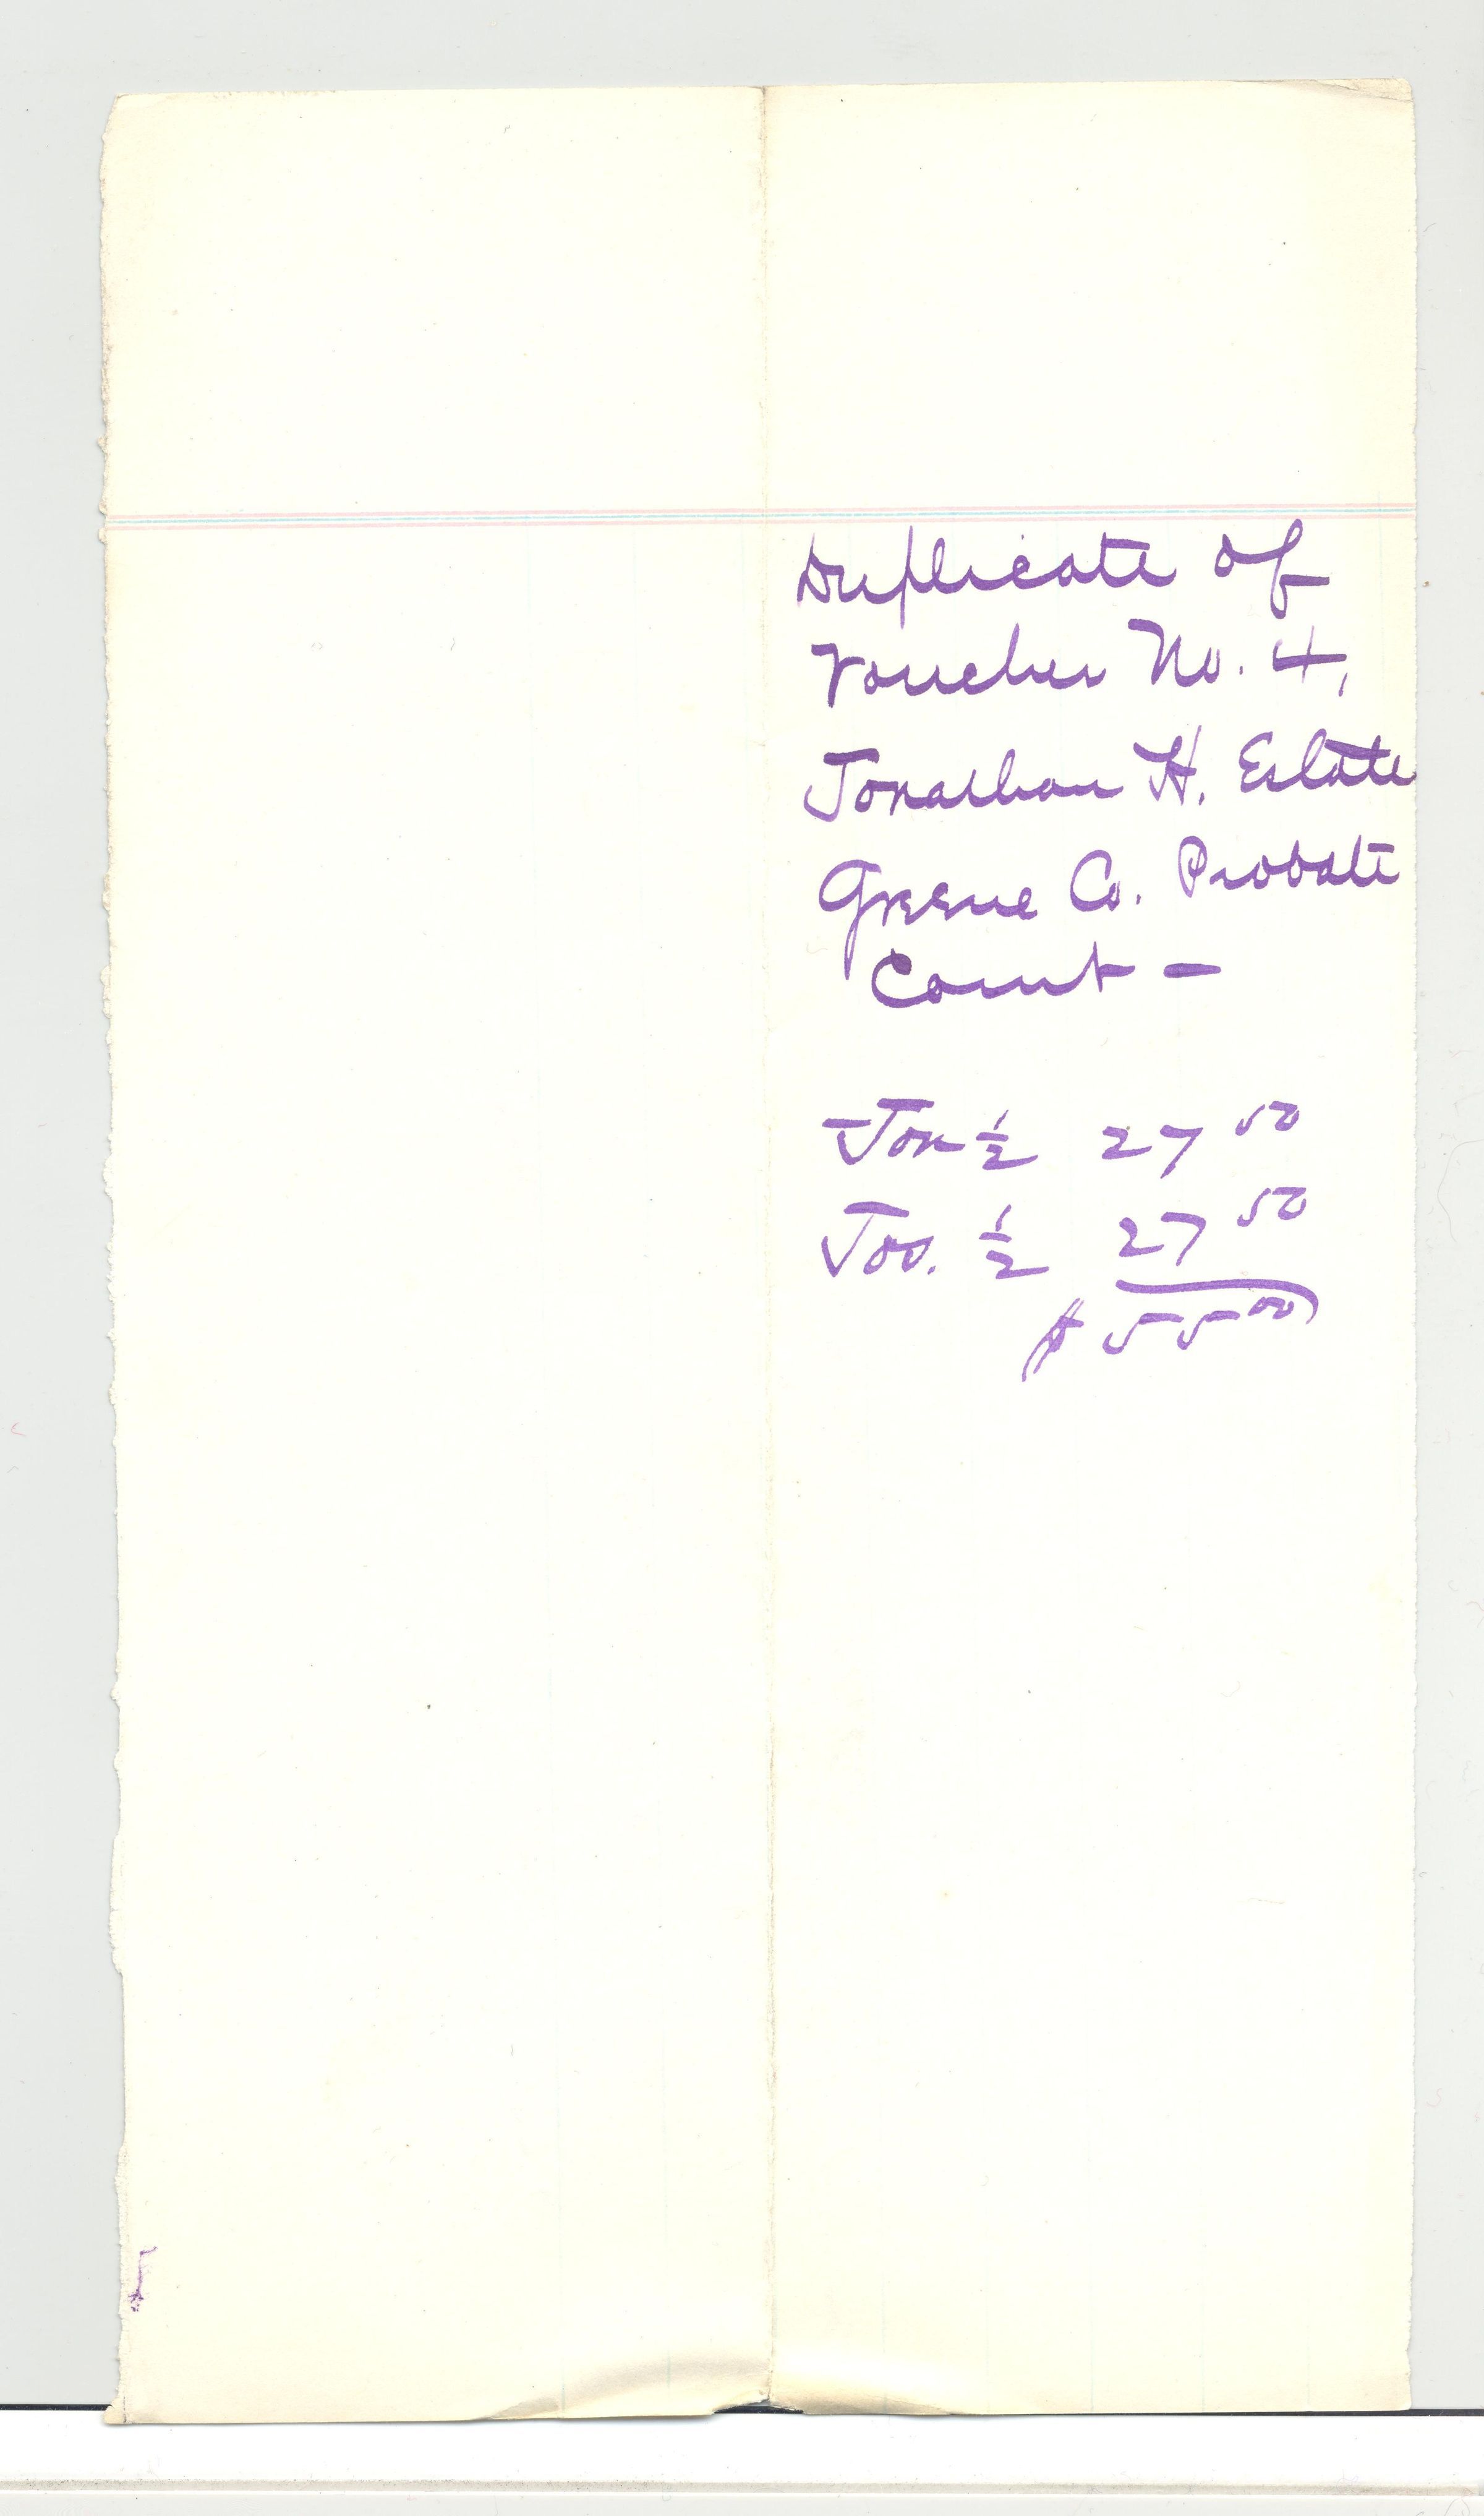 Duplicate of
Voucher No. 4,
Jonathan H. Estate
Greene Co. Probate
Court —
Jon ½ 27 50
Jos. ½ 27 50
$ 55 00